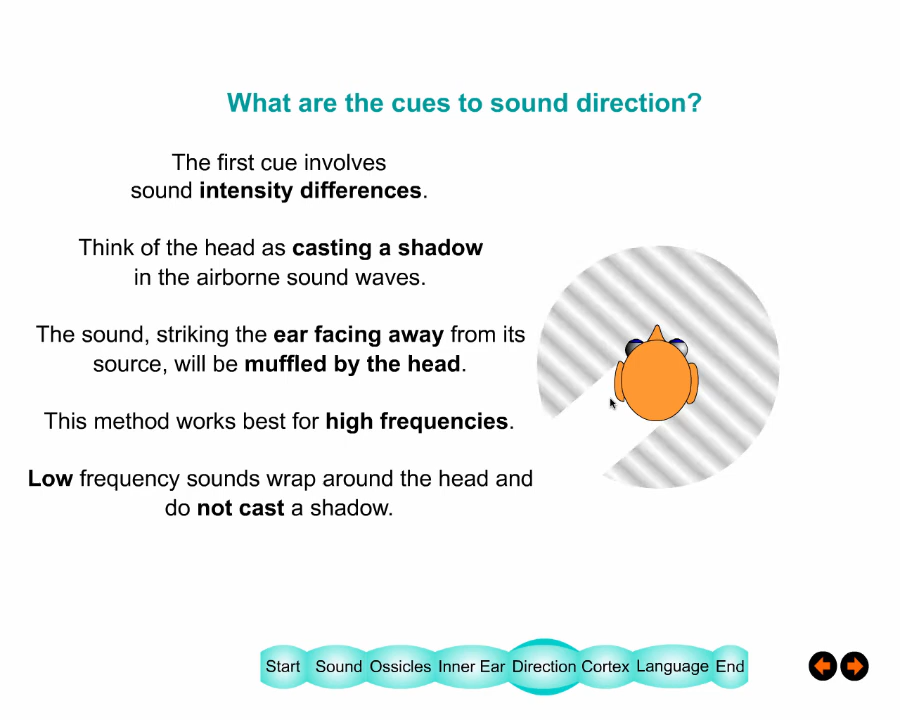 What are the cues to sound direction?
The first cue involves
sound intensity differences.
Think of the head as casting a shadow
in the airborne sound waves.
The sound, striking the ear facing away from its
source, will be muffled by the head.
This method works best for high frequencies.
Low frequency sounds wrap around the head and
do not cast a shadow.
Start Sound Ossicles Inner Ear Direction Cortex Language End